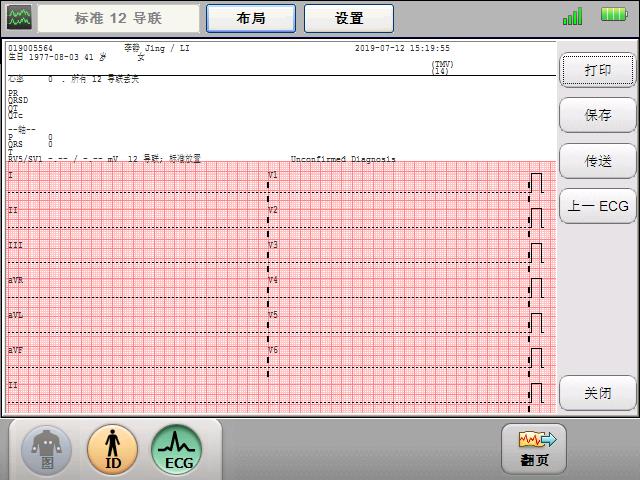 标准 12 导联
布局
设置
019005564 李静 Jing / LI 2019-07-12 15:19:55
生日 1977-08-03 41 岁 女
(TMV)
(14)
心率 0 . 所有 12 导联丢失
PR
QRSD
QT
QTc
--轴--
P 0
QRS 0
T
RV5/SV1 -.-- / -.-- mV 12 导联; 标准放置 Unconfirmed Diagnosis
I V1
II V2
III V3
aVR V4
aVL V5
aVF V6
II
打印
保存
传送
上一 ECG
关闭
图
ID
ECG
翻页